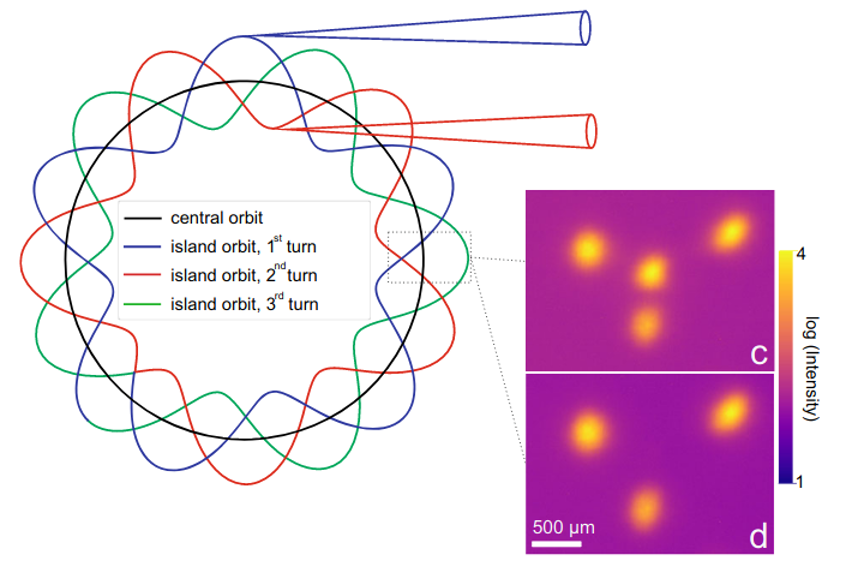 central orbit
island orbit, 1st turn
island orbit, 2nd turn
island orbit, 3rd turn
c
4
log (Intensity)
1
500 μm
d